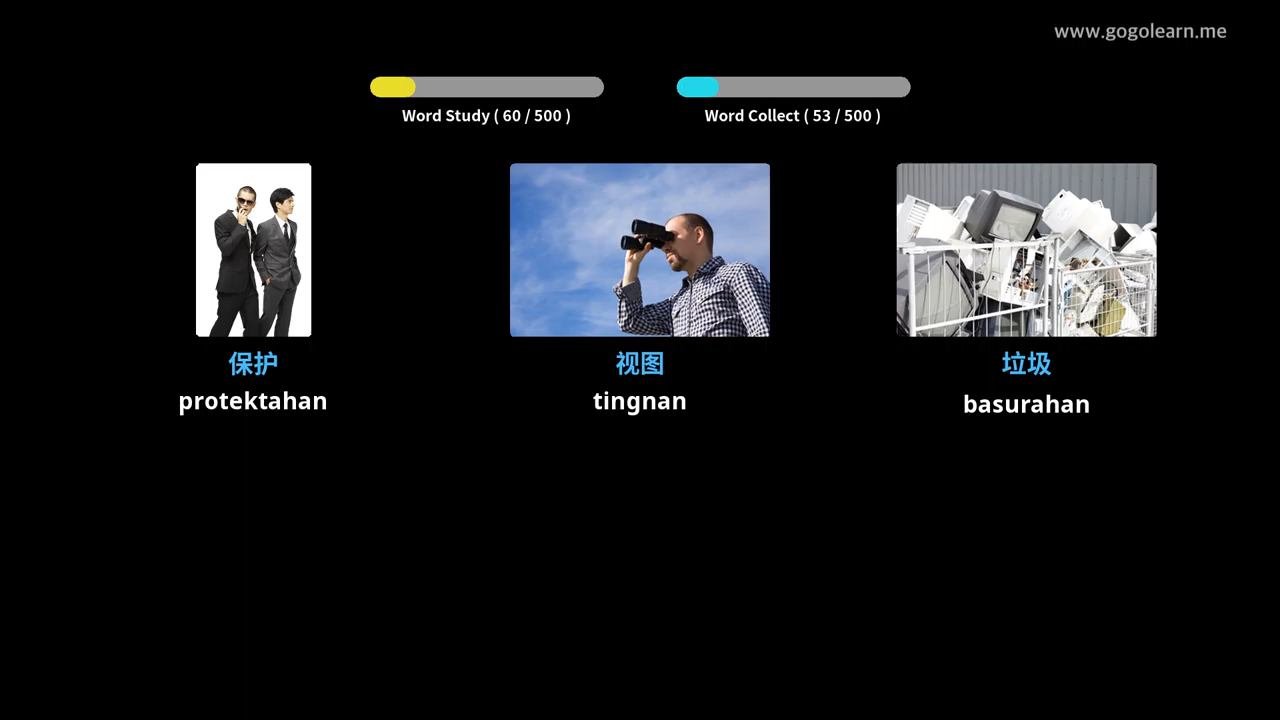 www.gogolearn.me
Word Study ( 60 / 500 )
Word Collect ( 53 / 500 )
保护
protektahan
视图
tingnan
垃圾
basurahan